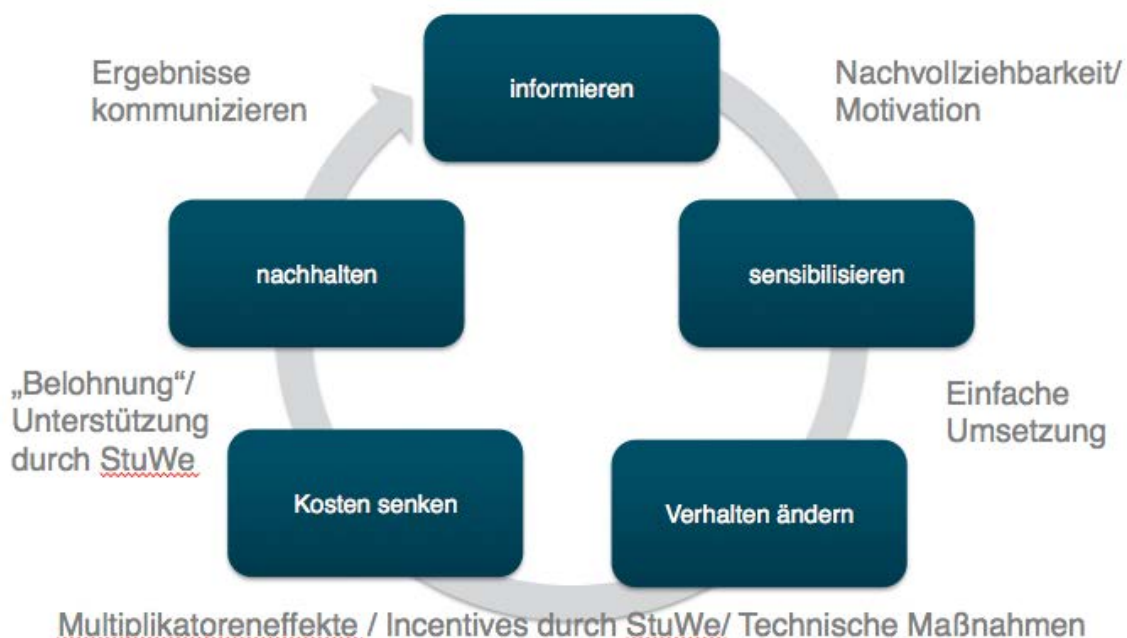 informieren
Nachvollziehbarkeit/
Motivation
sensibilisieren
Einfache
Umsetzung
Verhalten ändern
Multiplikatoreneffekte / Incentives durch StuWe/ Technische Maßnahmen
Kosten senken
„Belohnung“/
Unterstützung
durch StuWe
nachhalten
Ergebnisse
kommunizieren